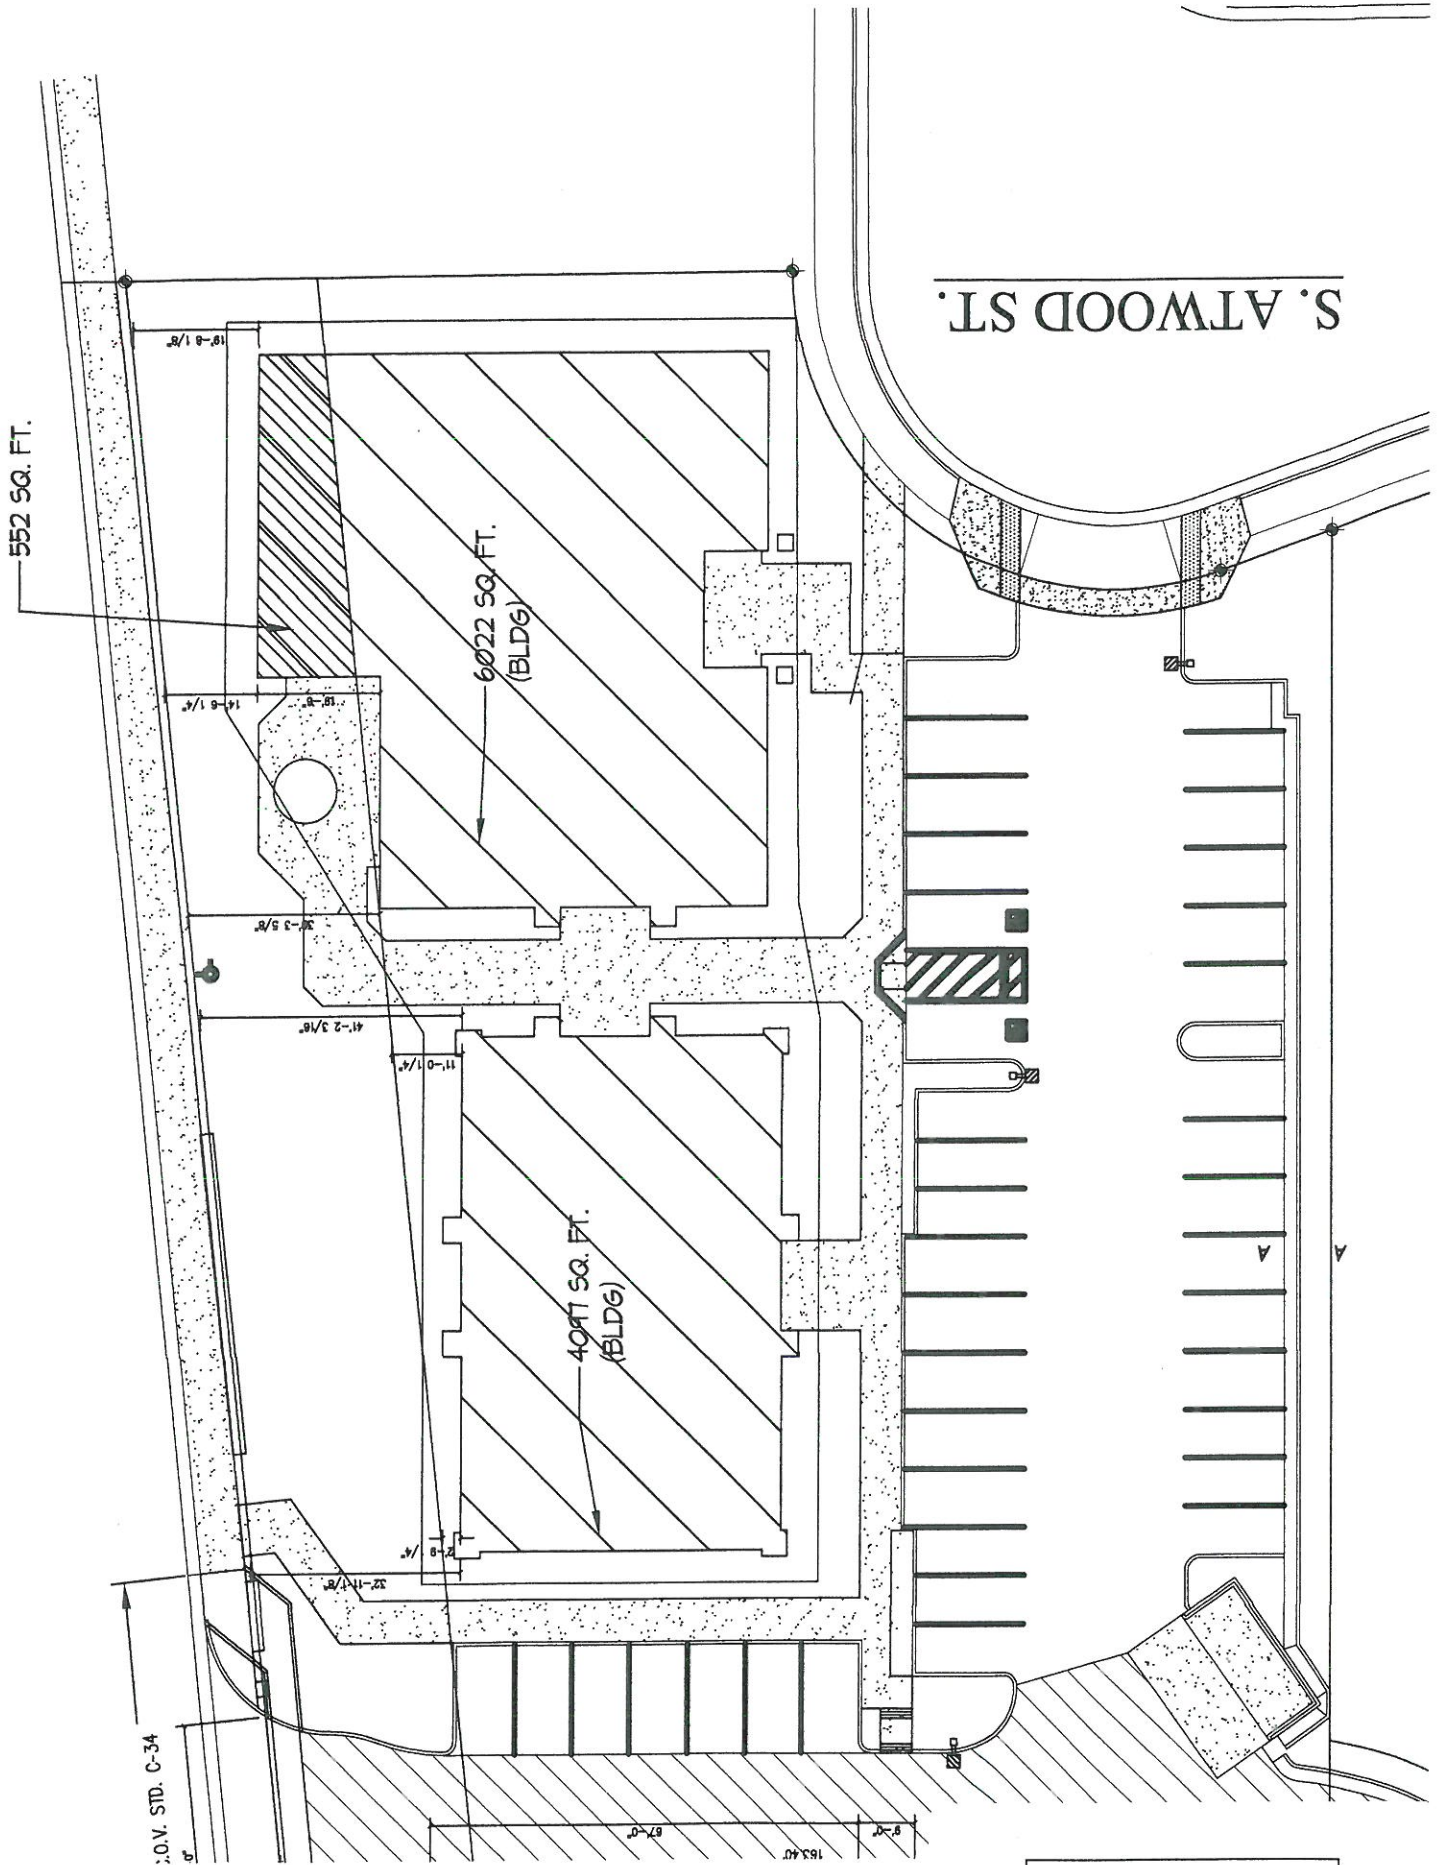 S. ATWOOD ST.
552 SQ. FT.
6022 SQ. FT.
(BLDG)
4097 SQ. FT.
(BLDG)
19'-8 1/8"
14'-6 1/4"
19'-6"
30'-3 5/8"
41'-2 3/16"
11'-0 1/4"
32'-11 1/8"
67'-0"
9'-0"
163.40'
C.O.V. STD. C-34
A
A